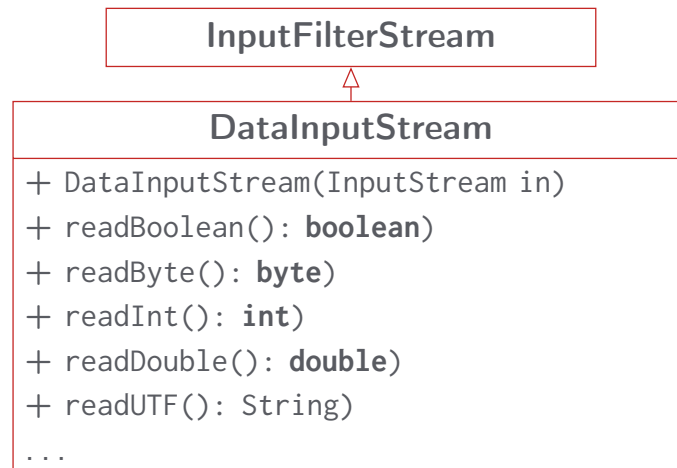 InputFilterStream
DataInputStream
+ DataInputStream(InputStream in)
+ readBoolean(): boolean)
+ readByte(): byte)
+ readInt(): int)
+ readDouble(): double)
+ readUTF(): String)
...